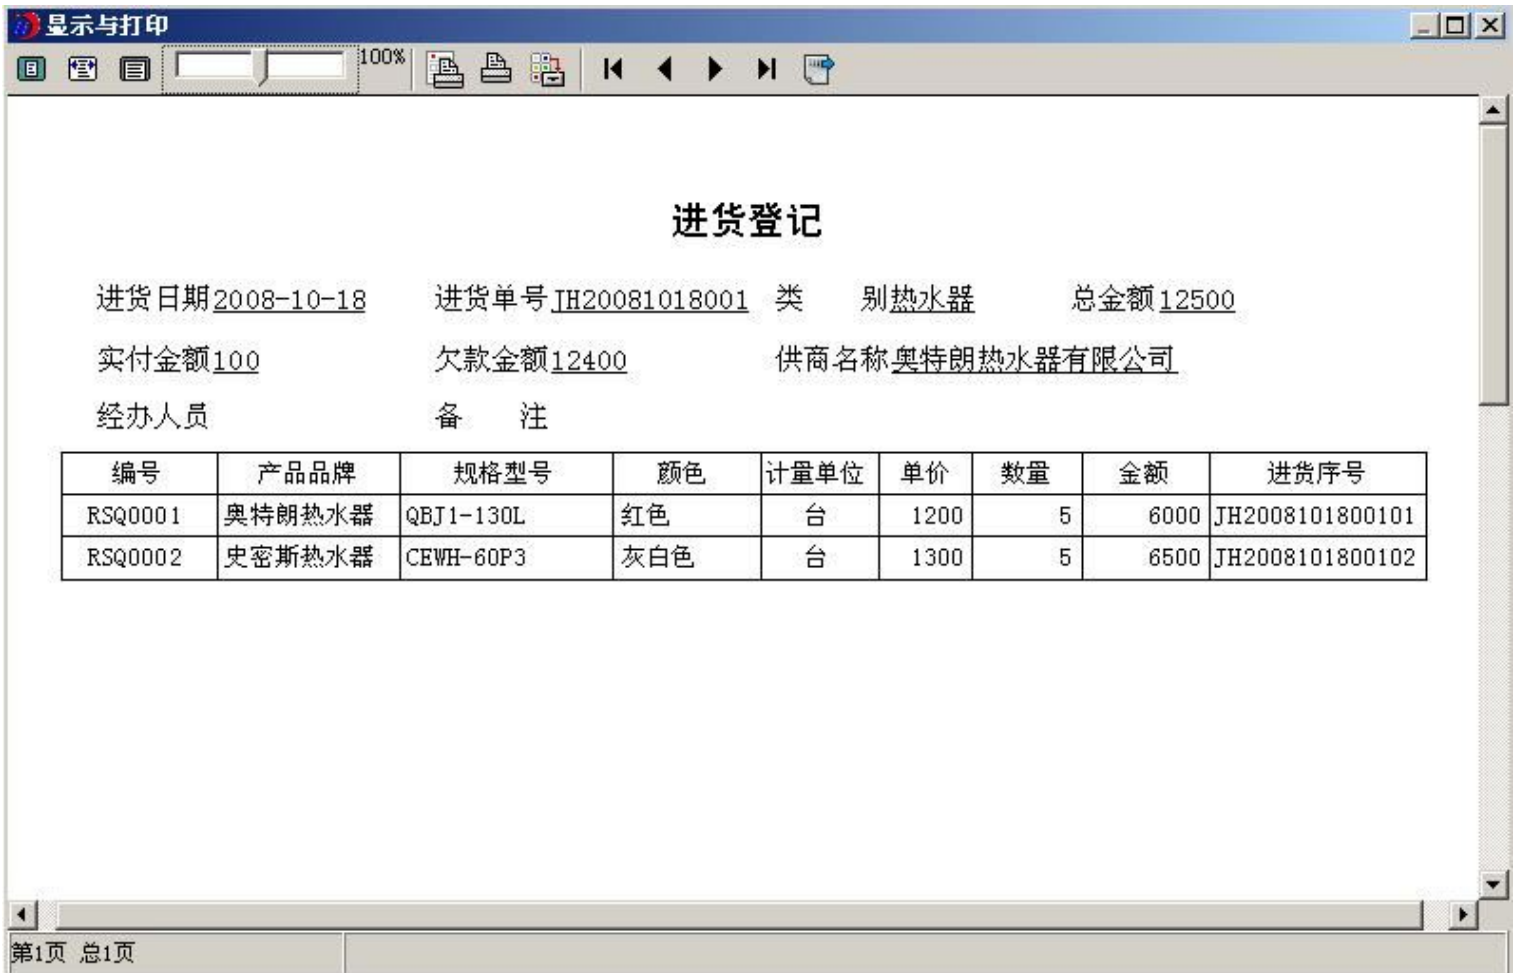 显示与打印
100%
进货登记
进货日期2008-10-18 进货单号JH20081018001 类 别热水器 总金额12500
实付金额100 欠款金额12400 供商名称奥特朗热水器有限公司
经办人员 备 注
编号 产品品牌 规格型号 颜色 计量单位 单价 数量 金额 进货序号
RSQ0001 奥特朗热水器 QBJ1-130L 红色 台 1200 5 6000 JH2008101800101
RSQ0002 史密斯热水器 CEWH-60P3 灰白色 台 1300 5 6500 JH2008101800102
第1页 总1页